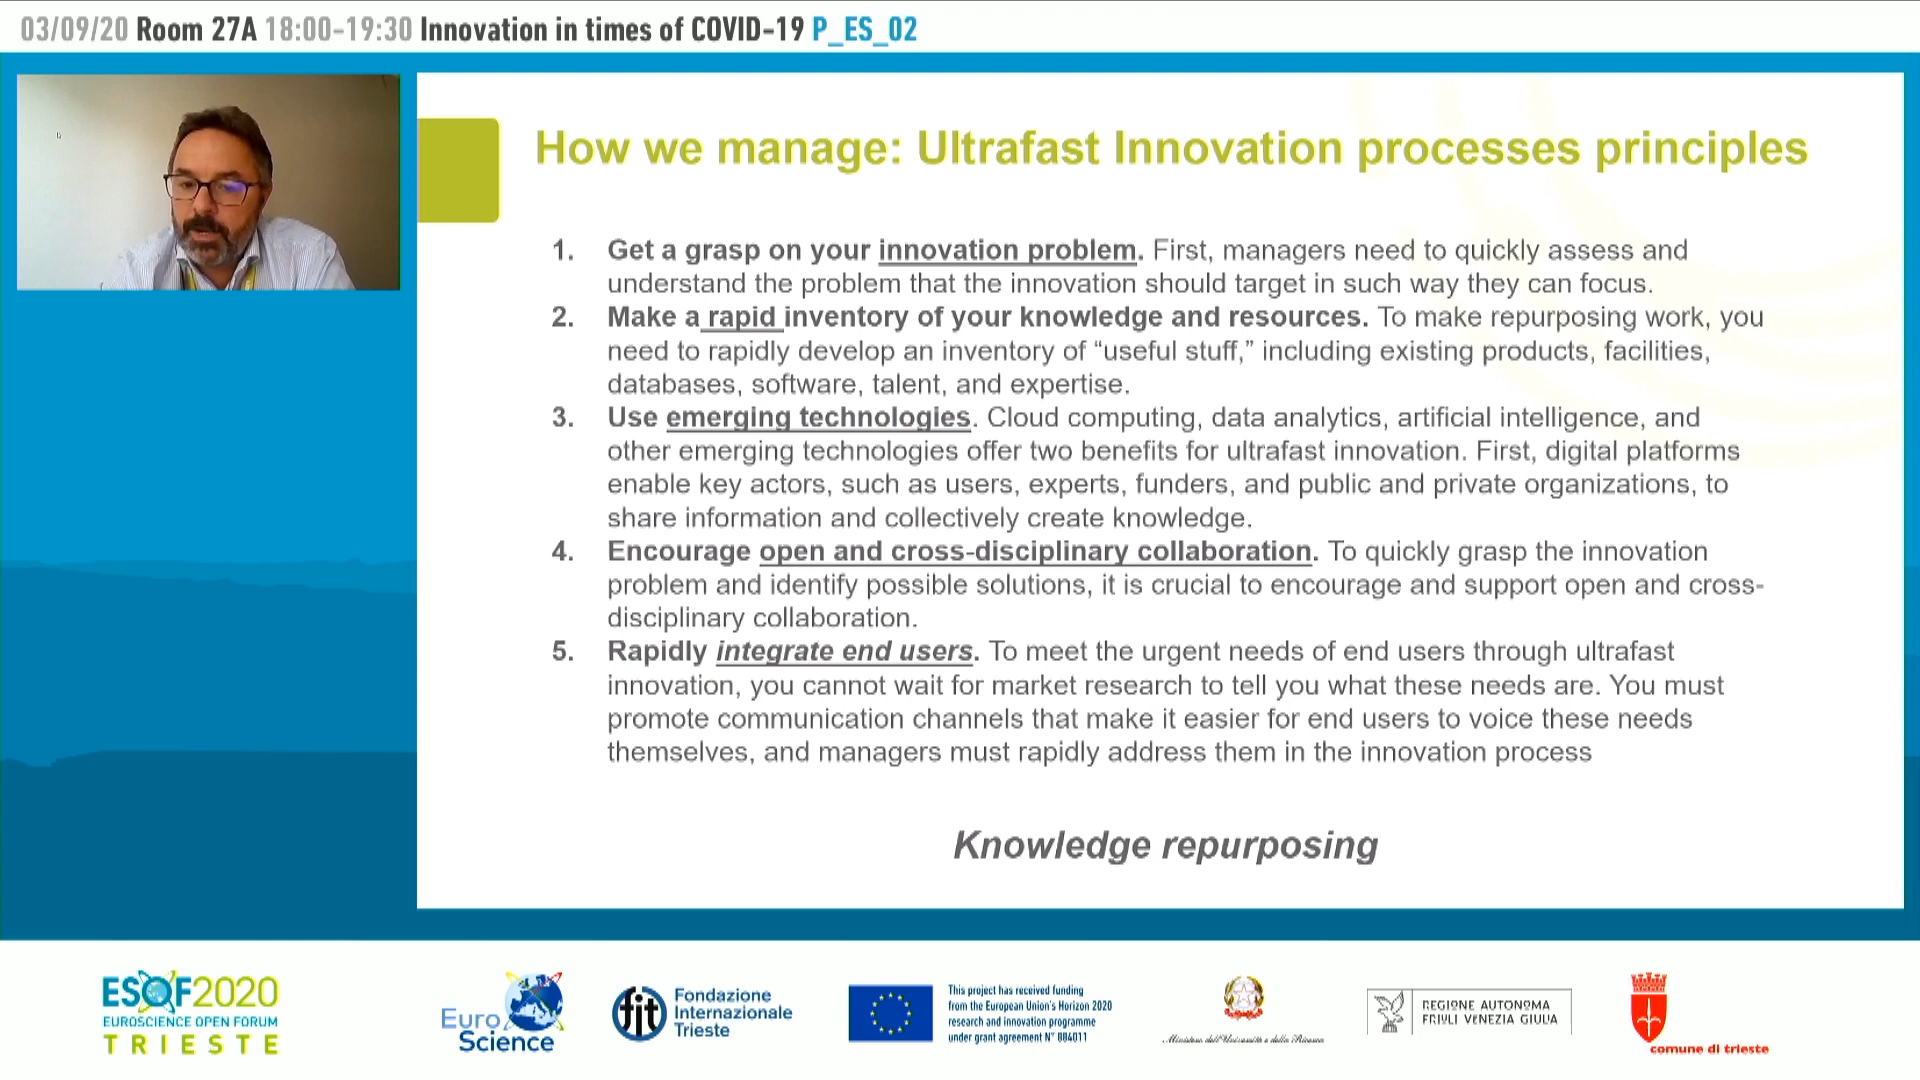 03/09/20 Room 27A 18:00-19:30 Innovation in times of COVID-19 P_ES_02
How we manage: Ultrafast Innovation processes principles
1. Get a grasp on your innovation problem. First, managers need to quickly assess and
understand the problem that the innovation should target in such way they can focus.
2. Make a rapid inventory of your knowledge and resources. To make repurposing work, you
need to rapidly develop an inventory of “useful stuff,” including existing products, facilities,
databases, software, talent, and expertise.
3. Use emerging technologies. Cloud computing, data analytics, artificial intelligence, and
other emerging technologies offer two benefits for ultrafast innovation. First, digital platforms
enable key actors, such as users, experts, funders, and public and private organizations, to
share information and collectively create knowledge.
4. Encourage open and cross-disciplinary collaboration. To quickly grasp the innovation
problem and identify possible solutions, it is crucial to encourage and support open and cross-
disciplinary collaboration.
5. Rapidly integrate end users. To meet the urgent needs of end users through ultrafast
innovation, you cannot wait for market research to tell you what these needs are. You must
promote communication channels that make it easier for end users to voice these needs
themselves, and managers must rapidly address them in the innovation process
Knowledge repurposing
ESOF2020
EUROSCIENCE OPEN FORUM
TRIESTE
Euro
Science
fit
Fondazione
Internazionale
Trieste
This project has received funding
from the European Union's Horizon 2020
research and innovation programme
under grant agreement N° 884011
Ministero dell'Università e della Ricerca
REGIONE AUTONOMA
FRIULI VENEZIA GIULIA
comune di trieste